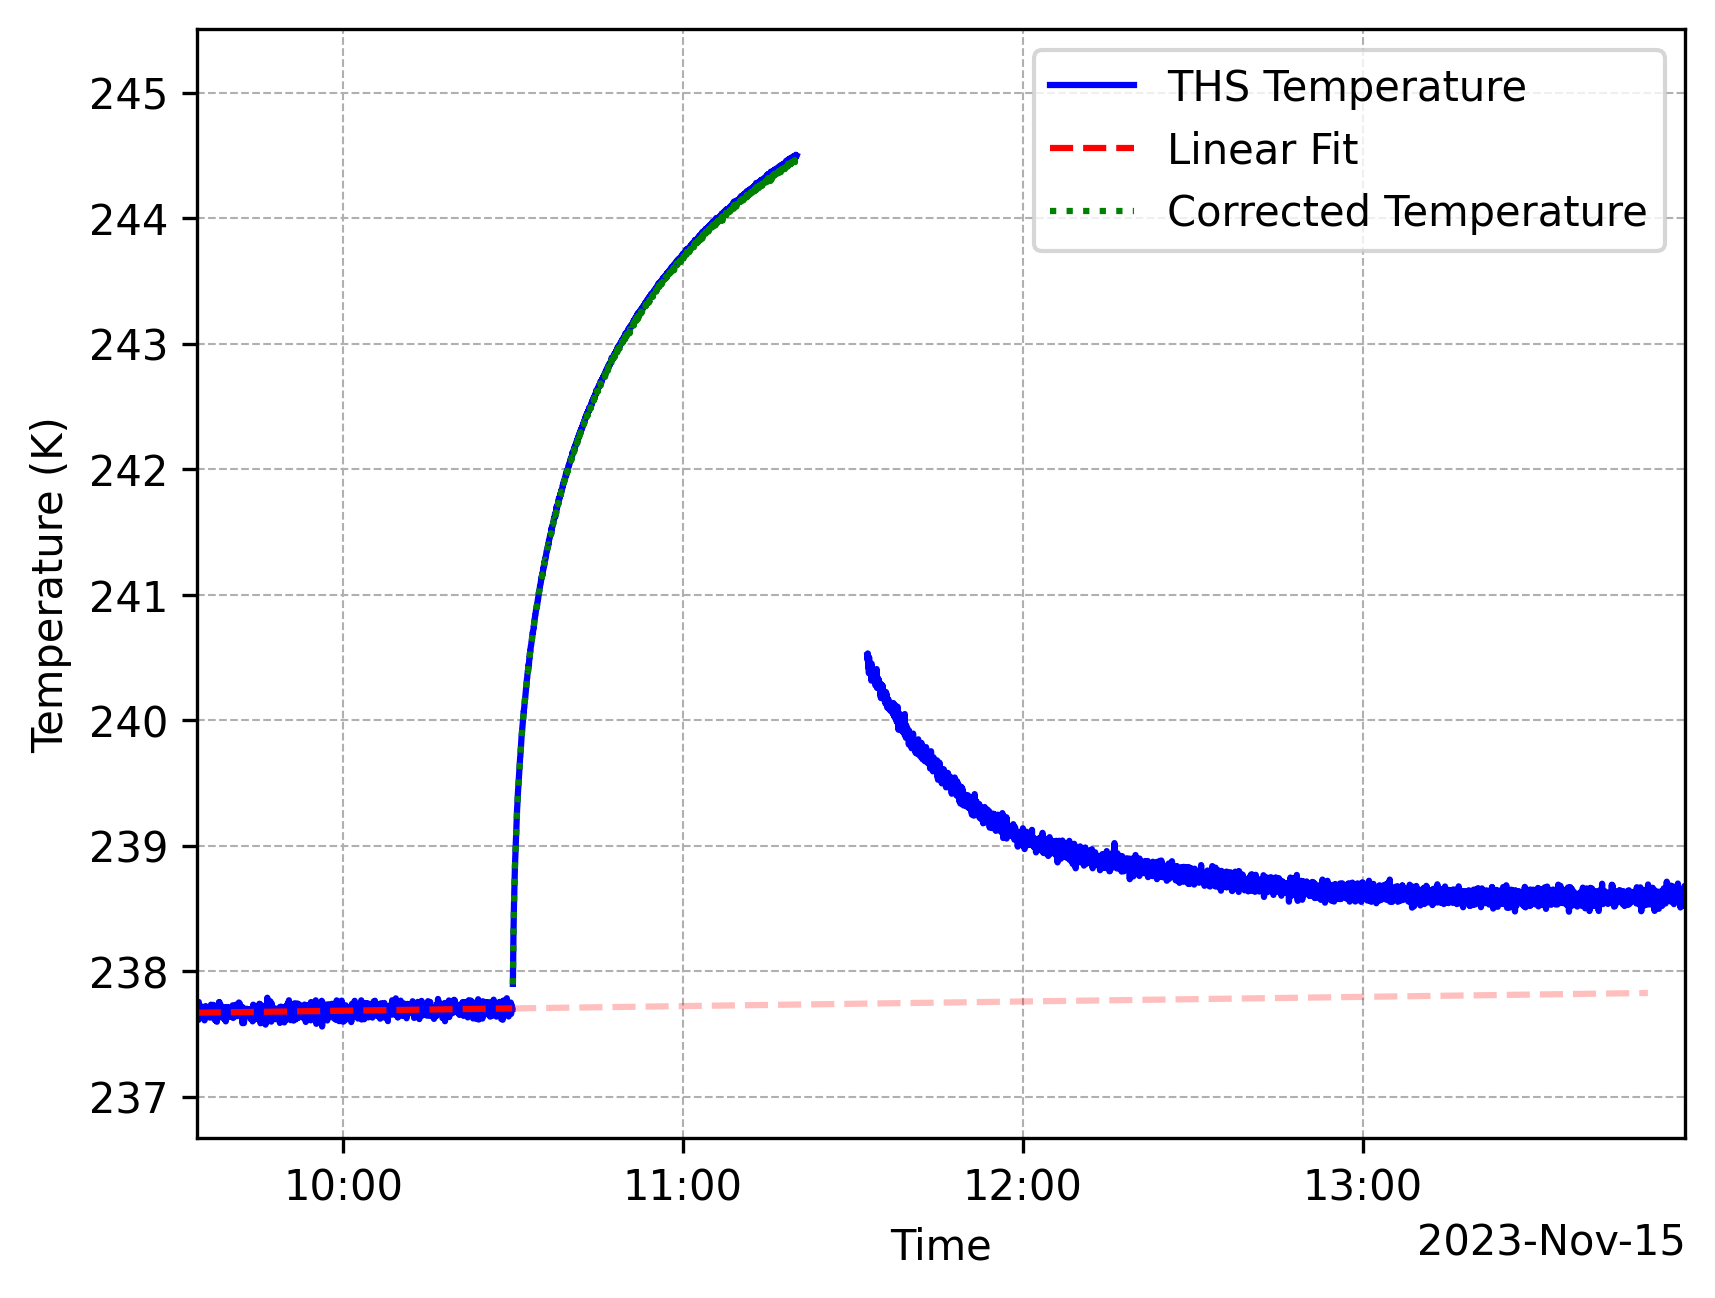 THS Temperature
Linear Fit
Corrected Temperature
245
244
243
242
241
240
239
238
237
Temperature (K)
10:00
11:00
12:00
13:00
Time
2023-Nov-15